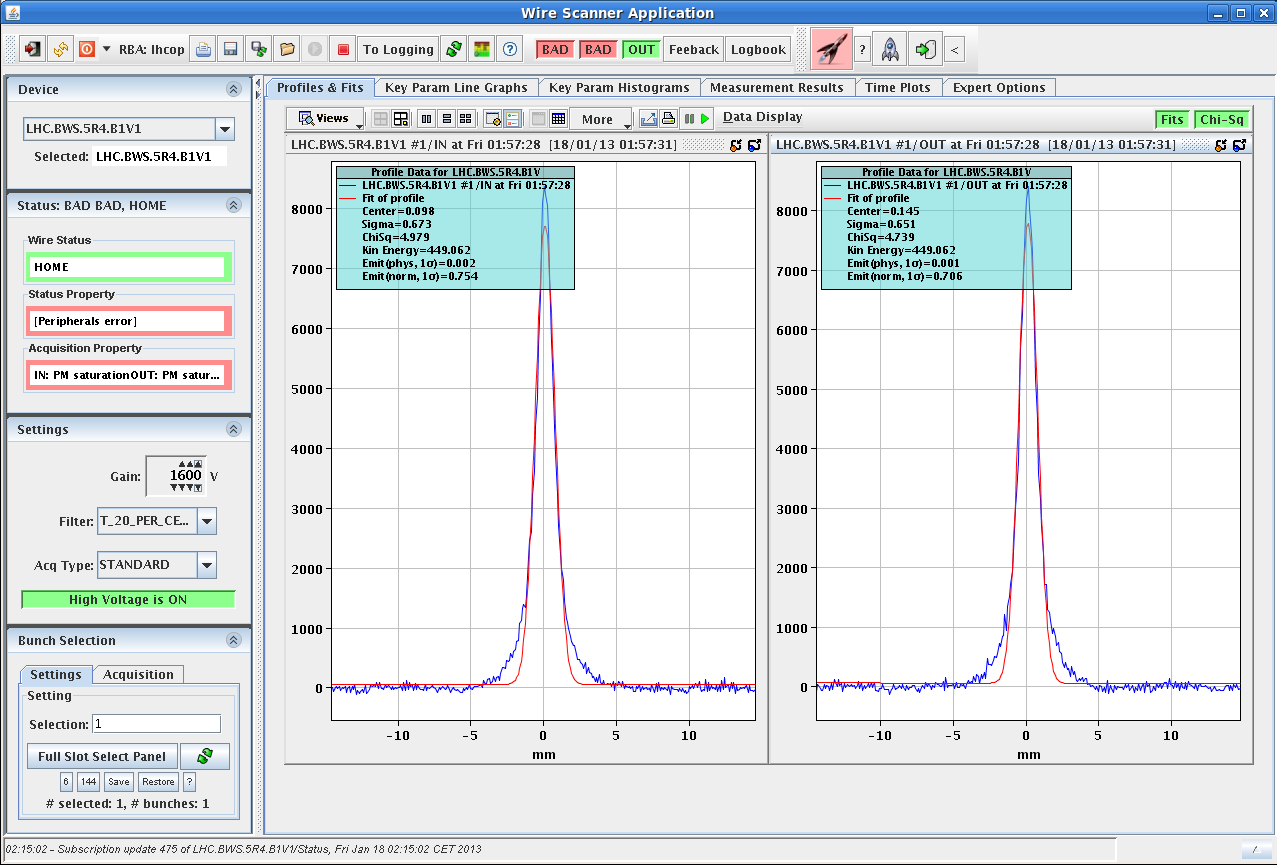 Wire Scanner Application
RBA: lhcop
To Logging
?
BAD
BAD
OUT
Feeback
Logbook
?
<
Device
LHC.BWS.5R4.B1V1
Selected: LHC.BWS.5R4.B1V1
Status: BAD BAD, HOME
Wire Status
HOME
Status Property
[Peripherals error]
Acquisition Property
IN: PM saturationOUT: PM satur...
Settings
Gain: 1600 V
Filter: T_20_PER_CE...
Acq Type: STANDARD
High Voltage is ON
Bunch Selection
Settings Acquisition
Setting
Selection: 1
Full Slot Select Panel
6 144 Save Restore ?
# selected: 1, # bunches: 1
Profiles & Fits Key Param Line Graphs Key Param Histograms Measurement Results Time Plots Expert Options
Views More Data Display Fits Chi-Sq
LHC.BWS.5R4.B1V1 #1/IN at Fri 01:57:28 [18/01/13 01:57:31]
Profile Data for LHC.BWS.5R4.B1V
LHC.BWS.5R4.B1V1 #1/IN at Fri 01:57:28
Fit of profile
Center=0.098
Sigma=0.673
ChiSq=4.979
Kin Energy=449.062
Emit(phys, 1σ)=0.002
Emit(norm, 1σ)=0.754
8000
7000
6000
5000
4000
3000
2000
1000
0
-10 -5 0 5 10
mm
LHC.BWS.5R4.B1V1 #1/OUT at Fri 01:57:28 [18/01/13 01:57:31]
Profile Data for LHC.BWS.5R4.B1V
LHC.BWS.5R4.B1V1 #1/OUT at Fri 01:57:28
Fit of profile
Center=0.145
Sigma=0.651
ChiSq=4.739
Kin Energy=449.062
Emit(phys, 1σ)=0.001
Emit(norm, 1σ)=0.706
8000
7000
6000
5000
4000
3000
2000
1000
0
-10 -5 0 5 10
mm
02:15:02 - Subscription update 475 of LHC.BWS.5R4.B1V1/Status, Fri Jan 18 02:15:02 CET 2013